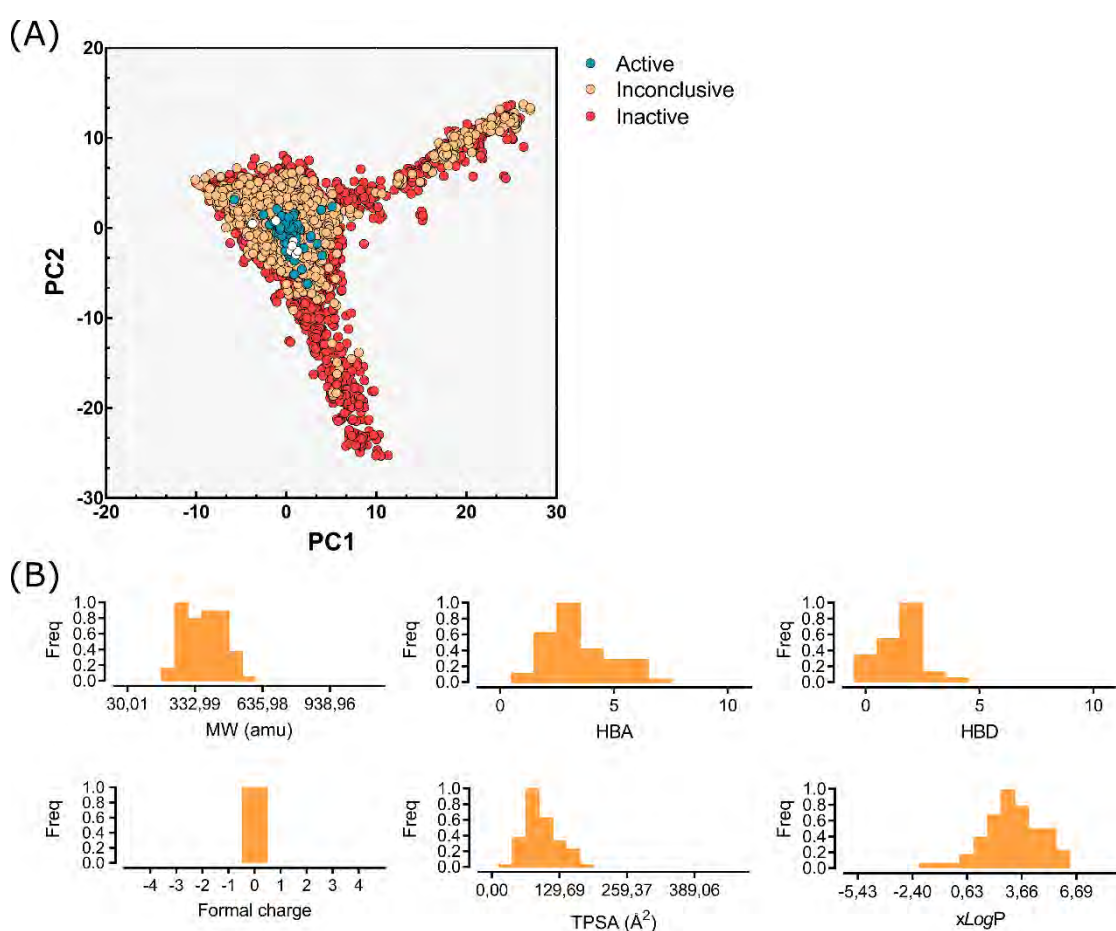 (A)
20
10
0
-10
-20
-30
PC2
-20 -10 0 10 20 30
PC1
Active
Inconclusive
Inactive
(B)
1.0
0.8
0.6
0.4
0.2
0.0
Freq
30,01 332,99 635,98 938,96
MW (amu)
1.0
0.8
0.6
0.4
0.2
0.0
Freq
0 5 10
HBA
1.0
0.8
0.6
0.4
0.2
0.0
Freq
0 5 10
HBD
1.0
0.8
0.6
0.4
0.2
0.0
Freq
-4 -3 -2 -1 0 1 2 3 4
Formal charge
1.0
0.8
0.6
0.4
0.2
0.0
Freq
0,00 129,69 259,37 389,06
TPSA (Å²)
1.0
0.8
0.6
0.4
0.2
0.0
Freq
-5,43 -2,40 0,63 3,66 6,69
xLogP